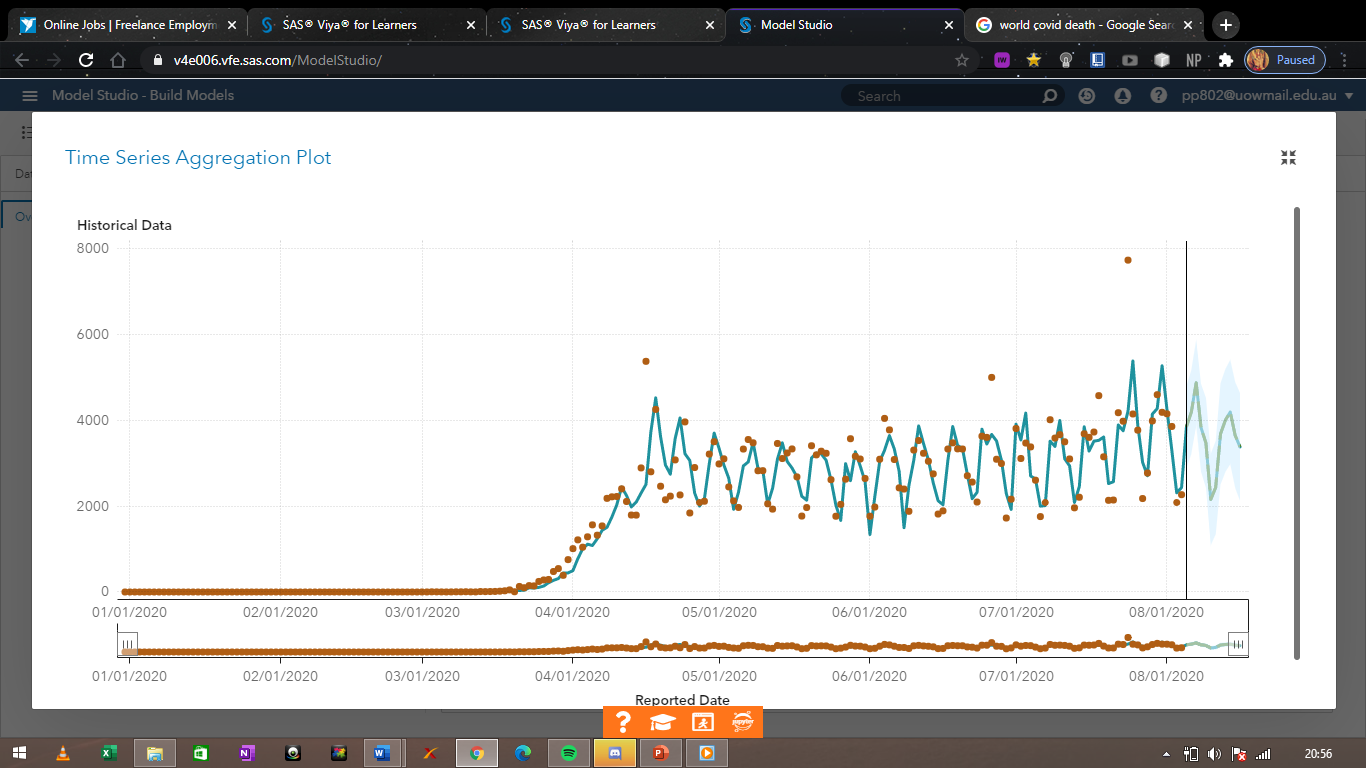 Online Jobs | Freelance Employm
SAS® Viya® for Learners
SAS® Viya® for Learners
Model Studio
world covid death - Google Sear
v4e006.vfe.sas.com/ModelStudio/
NP
Paused
Model Studio - Build Models
Search
pp802@uowmail.edu.au
Dat
Ov
Time Series Aggregation Plot
Historical Data
8000
6000
4000
2000
0
01/01/2020 02/01/2020 03/01/2020 04/01/2020 05/01/2020 06/01/2020 07/01/2020 08/01/2020
01/01/2020 02/01/2020 03/01/2020 04/01/2020 05/01/2020 06/01/2020 07/01/2020 08/01/2020
Reported Date
20:56